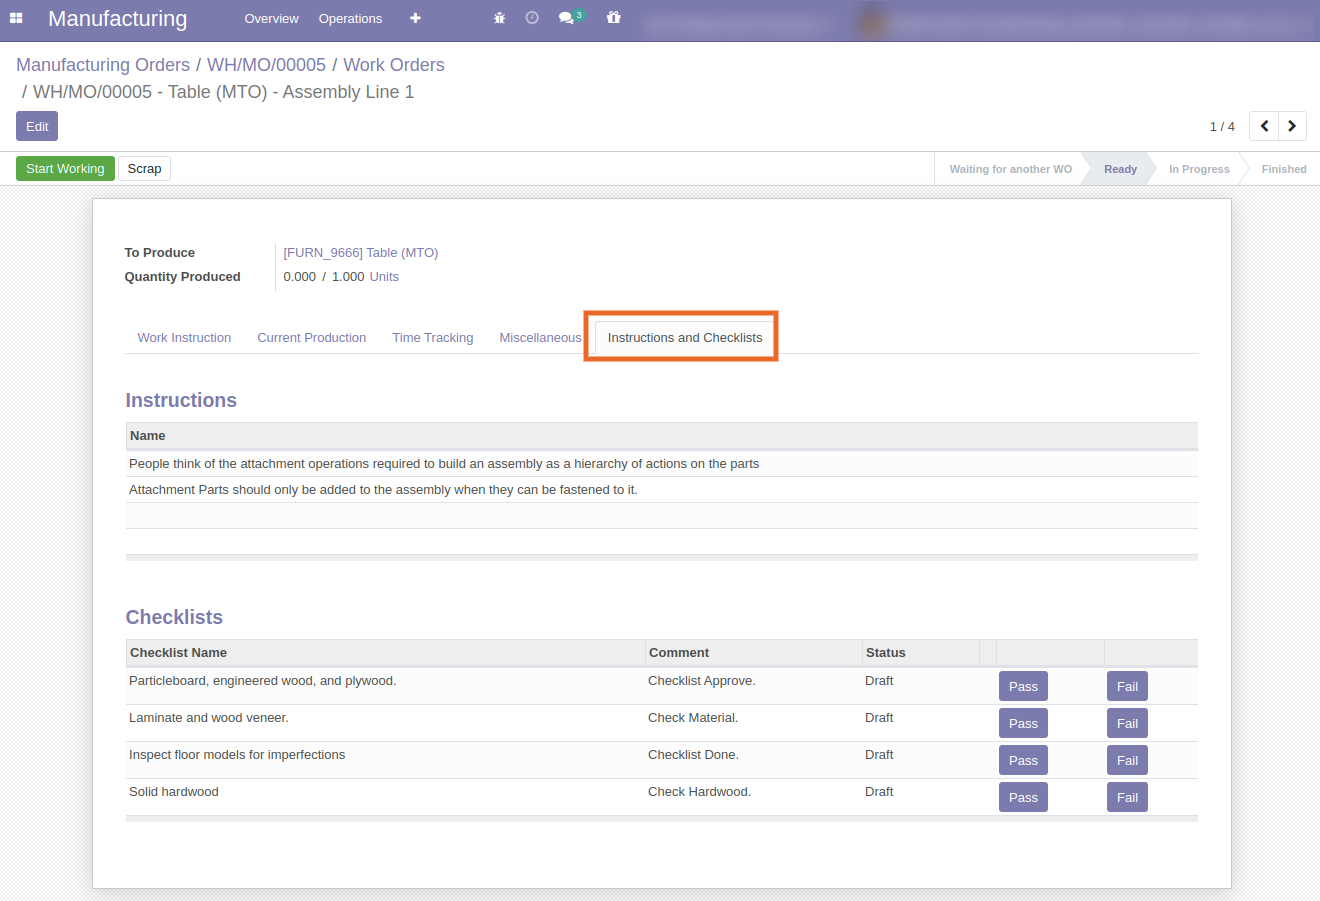 Manufacturing Overview Operations 3
Manufacturing Orders / WH/MO/00005 / Work Orders
/ WH/MO/00005 - Table (MTO) - Assembly Line 1
Edit 1 / 4
Start Working Scrap Waiting for another WO Ready In Progress Finished
To Produce [FURN_9666] Table (MTO)
Quantity Produced 0.000 / 1.000 Units
Work Instruction Current Production Time Tracking Miscellaneous Instructions and Checklists
Instructions
Name
People think of the attachment operations required to build an assembly as a hierarchy of actions on the parts
Attachment Parts should only be added to the assembly when they can be fastened to it.
Checklists
Checklist Name Comment Status
Particleboard, engineered wood, and plywood. Checklist Approve. Draft Pass Fail
Laminate and wood veneer. Check Material. Draft Pass Fail
Inspect floor models for imperfections Checklist Done. Draft Pass Fail
Solid hardwood Check Hardwood. Draft Pass Fail